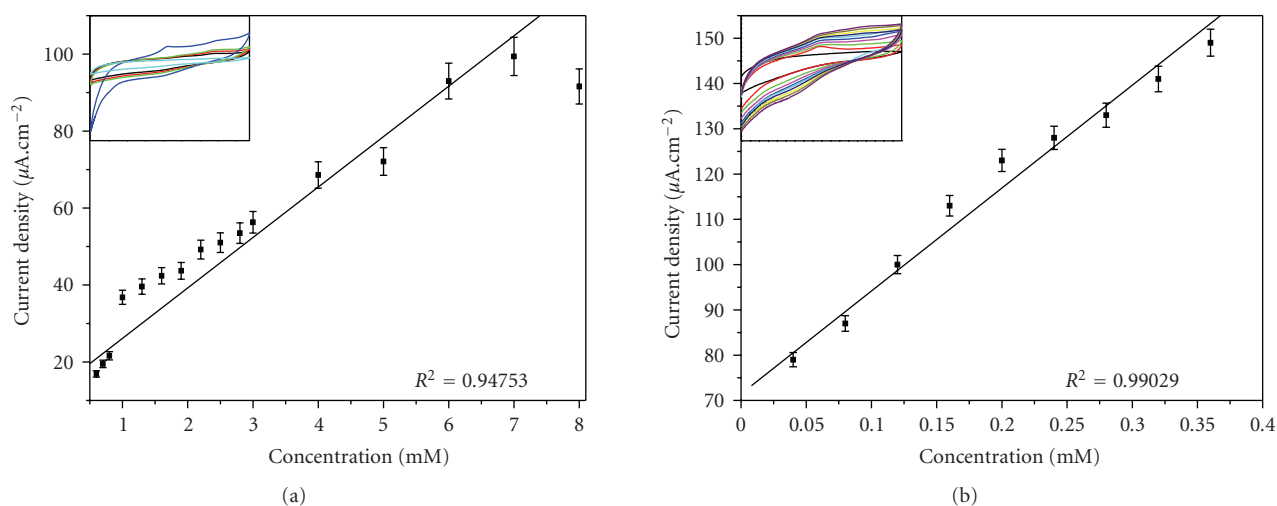 100
80
60
40
20
Current density (μA.cm⁻²)
R² = 0.94753
1 2 3 4 5 6 7 8
Concentration (mM)
(a)
150
140
130
120
110
100
90
80
70
Current density (μA.cm⁻²)
R² = 0.99029
0 0.05 0.1 0.15 0.2 0.25 0.3 0.35 0.4
Concentration (mM)
(b)